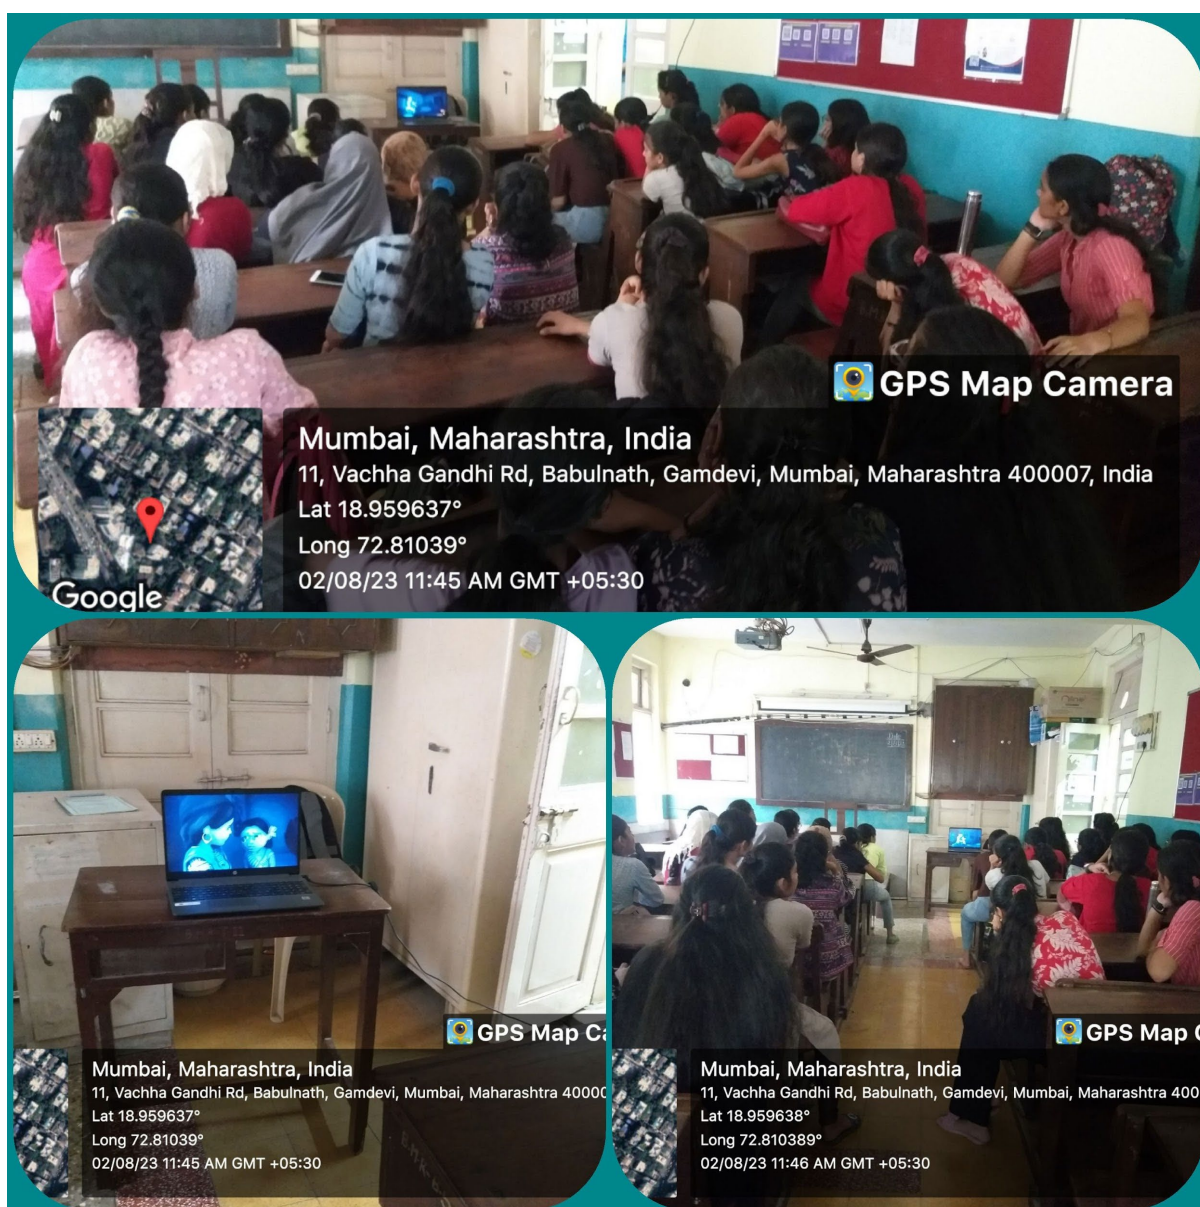 GPS Map Camera
Mumbai, Maharashtra, India
11, Vachha Gandhi Rd, Babulnath, Gamdevi, Mumbai, Maharashtra 400007, India
Lat 18.959637°
Long 72.81039°
02/08/23 11:45 AM GMT +05:30
Google
GPS Map Ca
Mumbai, Maharashtra, India
11, Vachha Gandhi Rd, Babulnath, Gamdevi, Mumbai, Maharashtra 4000
Lat 18.959637°
Long 72.81039°
02/08/23 11:45 AM GMT +05:30
GPS Map
Mumbai, Maharashtra, India
11, Vachha Gandhi Rd, Babulnath, Gamdevi, Mumbai, Maharashtra 400
Lat 18.959638°
Long 72.810389°
02/08/23 11:46 AM GMT +05:30